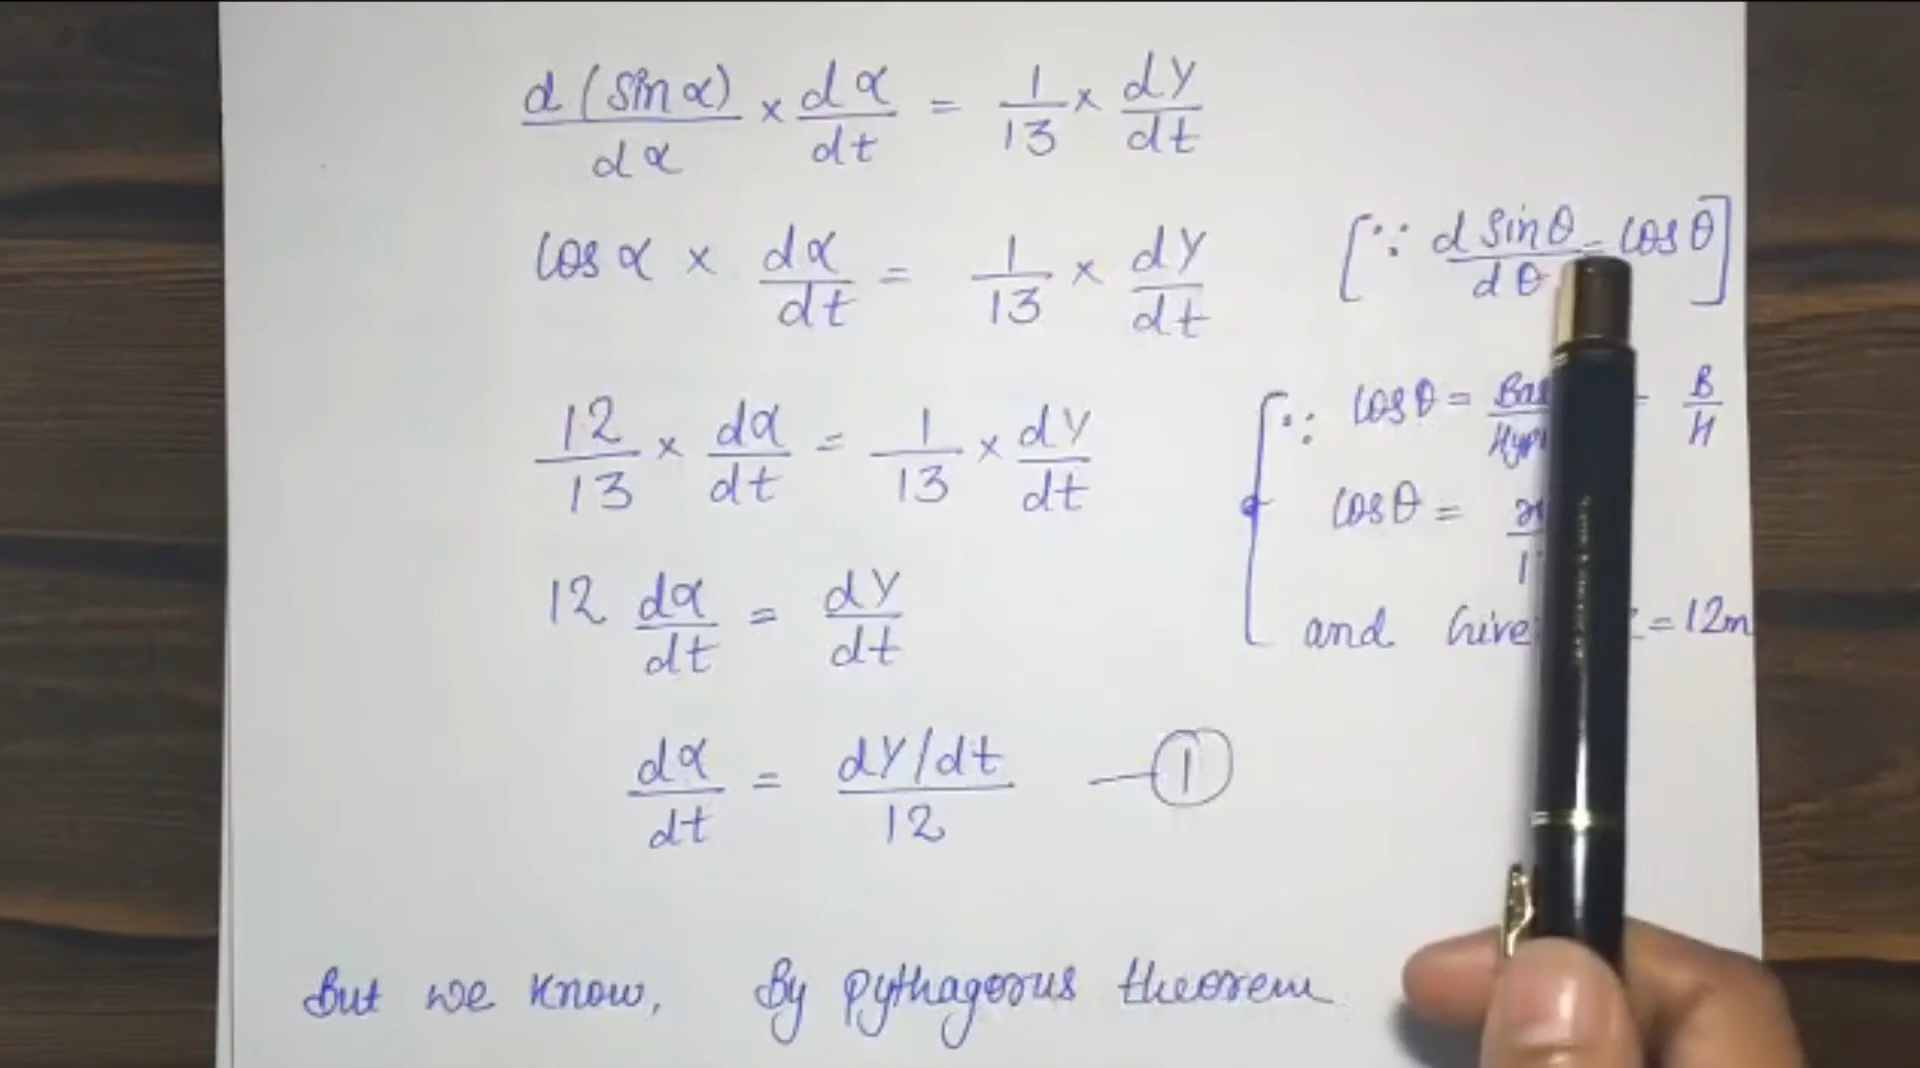 d(sinα)/dα × dα/dt = 1/13 × dy/dt
cosα × dα/dt = 1/13 × dy/dt [∵ d sinθ/dθ = cosθ]
12/13 × dα/dt = 1/13 × dy/dt
∵ cosθ = = B/H
cosθ =
12 dα/dt = dy/dt
and = 12m
dα/dt = dy/dt/12 — 1
But we know, By pythagorus theorem